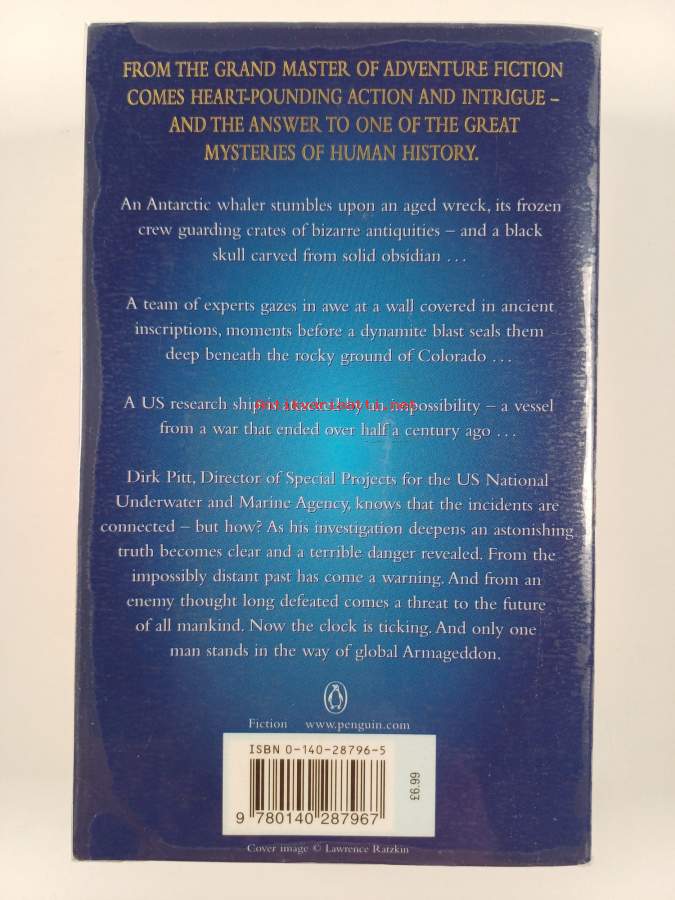 FROM THE GRAND MASTER OF ADVENTURE FICTION
COMES HEART-POUNDING ACTION AND INTRIGUE –
AND THE ANSWER TO ONE OF THE GREAT
MYSTERIES OF HUMAN HISTORY.
An Antarctic whaler stumbles upon an aged wreck, its frozen
crew guarding crates of bizarre antiquities – and a black
skull carved from solid obsidian . . .
A team of experts gazes in awe at a wall covered in ancient
inscriptions, moments before a dynamite blast seals them
deep beneath the rocky ground of Colorado . . .
A US research ship is by – a vessel
Antikvariaatti.net
from a war that ended over half a century ago . . .
Dirk Pitt, Director of Special Projects for the US National
Underwater and Marine Agency, knows that the incidents are
connected – but how? As his investigation deepens an astonishing
truth becomes clear and a terrible danger revealed. From the
impossibly distant past has come a warning. And from an
enemy thought long defeated comes a threat to the future
of all mankind. Now the clock is ticking. And only one
man stands in the way of global Armageddon.
Fiction www.penguin.com
ISBN 0-140-28796-5
66.93
9 780140 287967
Cover image © Lawrence Ratzkin